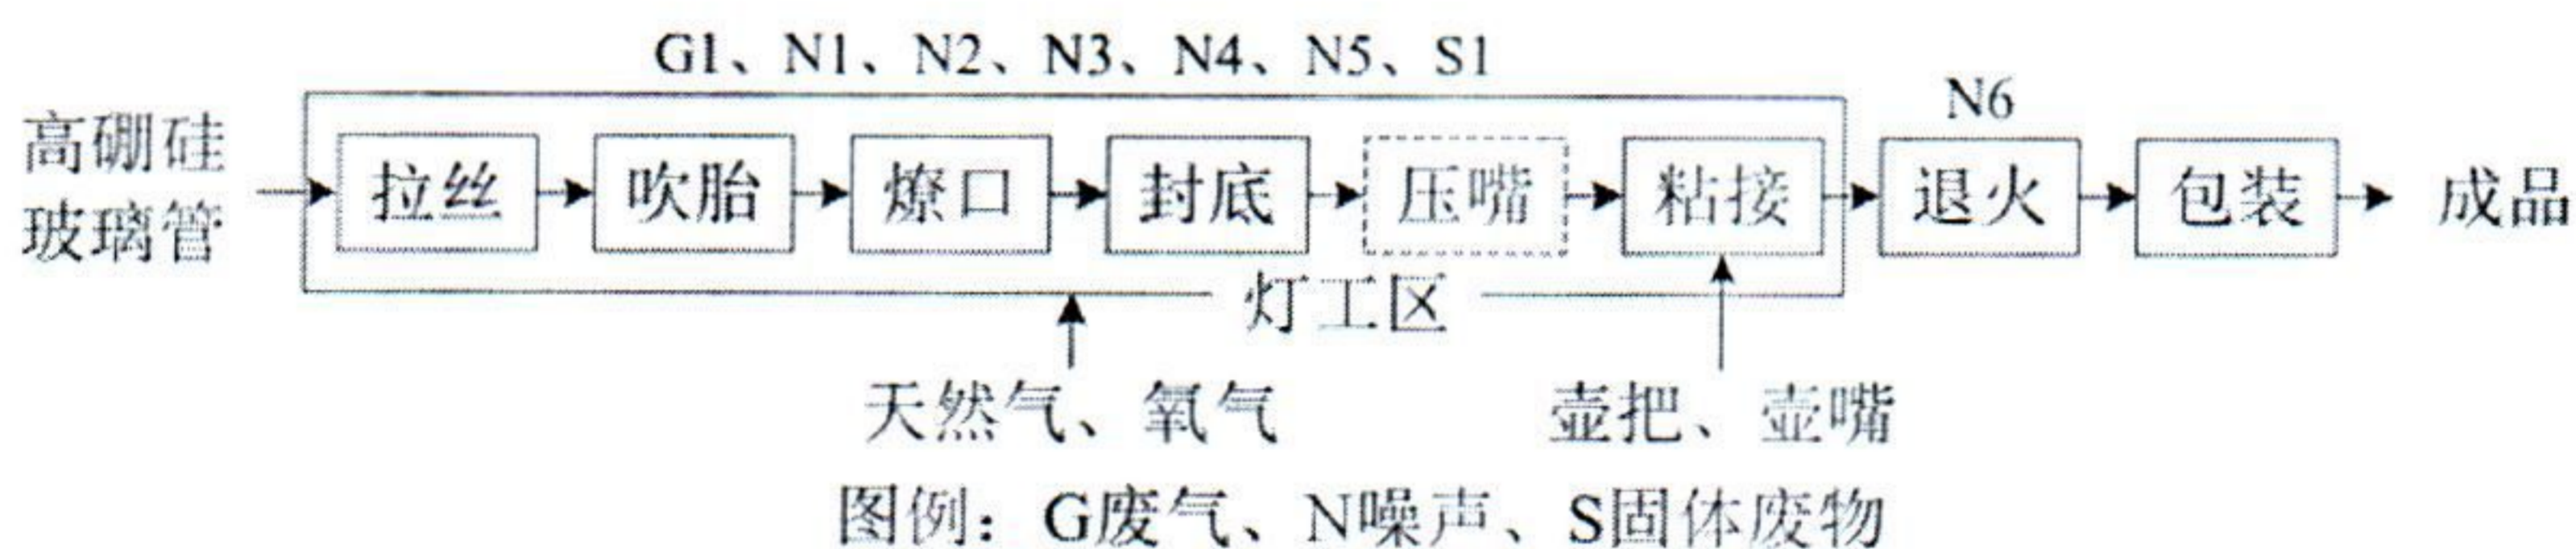 G1、N1、N2、N3、N4、N5、S1
N6
高硼硅
玻璃管
拉丝
吹胎
燎口
封底
压嘴
粘接
退火
包装
成品
灯工区
天然气、氧气
壶把、壶嘴
图例：G废气、N噪声、S固体废物